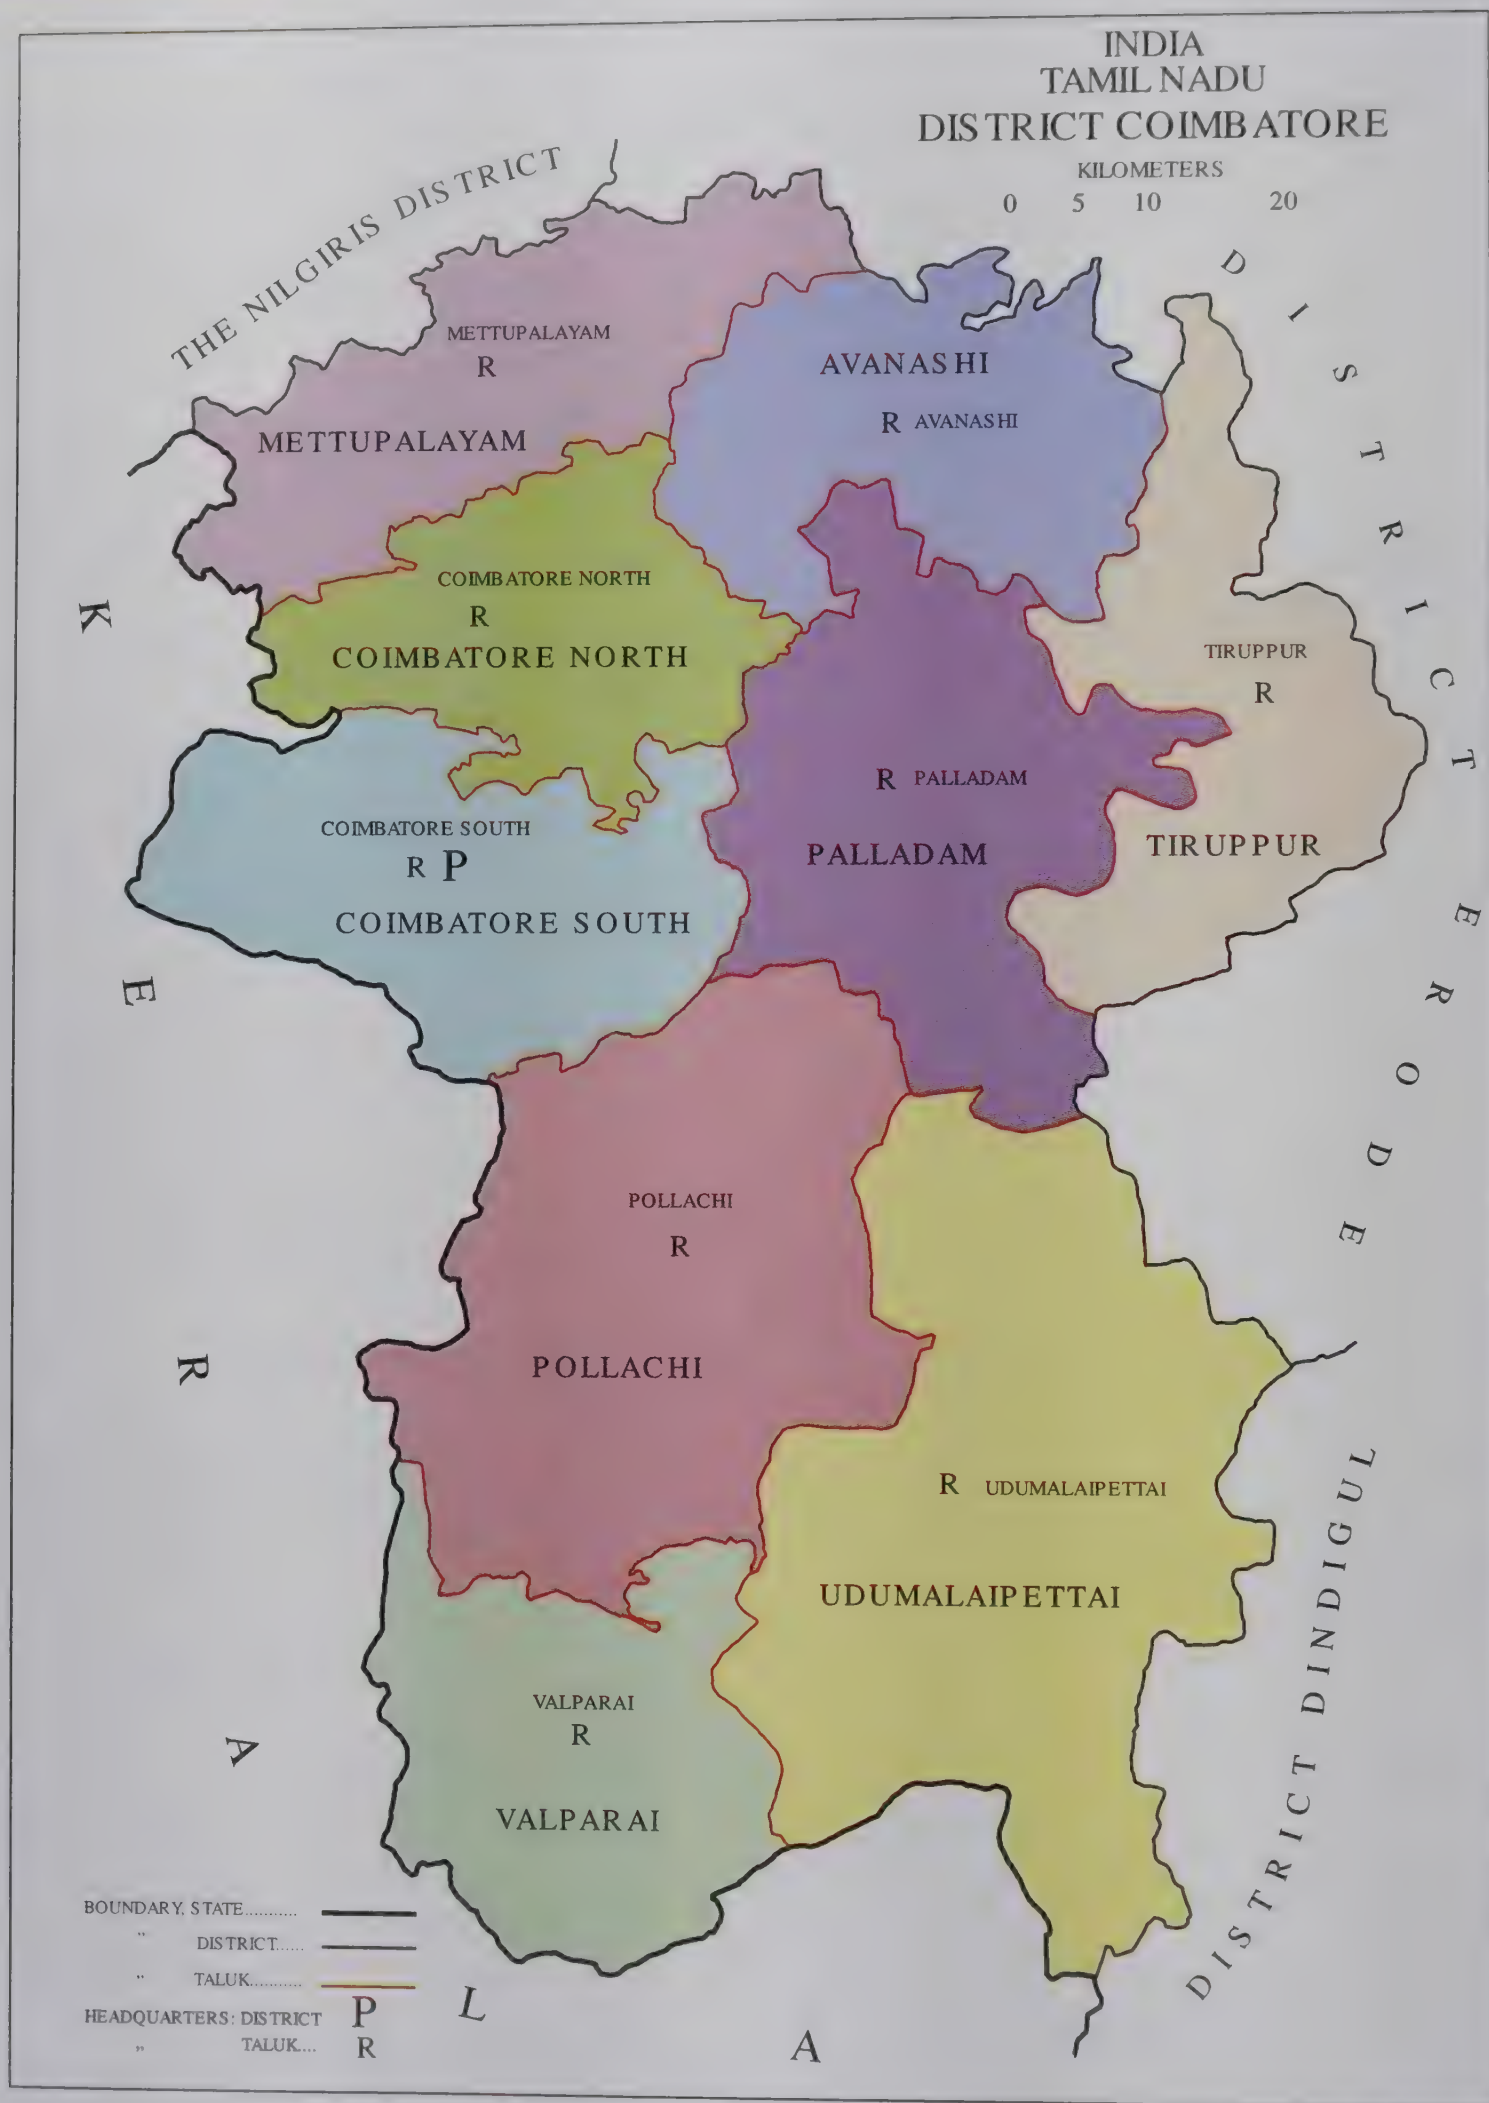 INDIA
TAMIL NADU
DISTRICT COIMBATORE
KILOMETERS
0 5 10 20
THE NILGIRIS DISTRICT
DISTRICT ERODE
METTUPALAYAM
R
METTUPALAYAM
AVANASHI
R AVANASHI
COIMBATORE NORTH
R
COIMBATORE NORTH
TIRUPPUR
R
TIRUPPUR
R PALLADAM
PALLADAM
COIMBATORE SOUTH
R P
COIMBATORE SOUTH
POLLACHI
R
POLLACHI
R UDUMALAIPETTAI
UDUMALAIPETTAI
VALPARAI
R
VALPARAI
DISTRICT DINDIGUL
KERALA
BOUNDARY, STATE...........
" DISTRICT......
" TALUK...........
HEADQUARTERS: DISTRICT P
" TALUK.... R